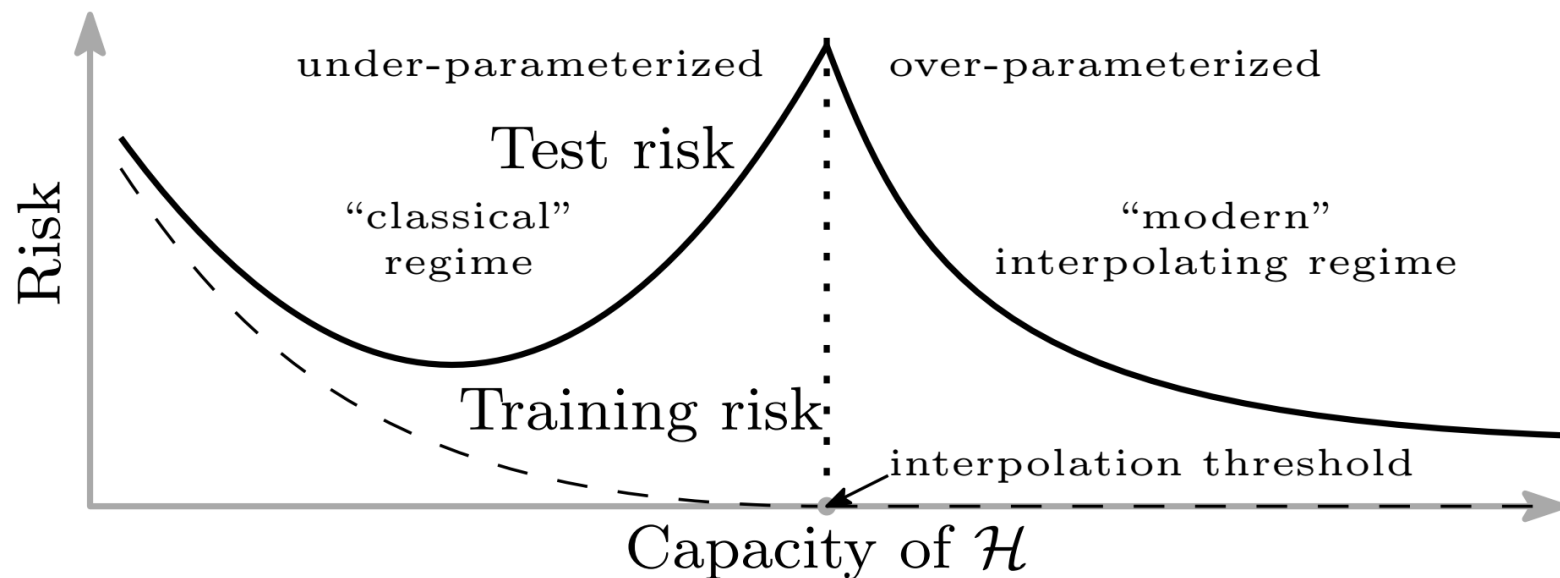 under-parameterized
over-parameterized
Test risk
“classical”
regime
“modern”
interpolating regime
Risk
Training risk
interpolation threshold
Capacity of ℋ